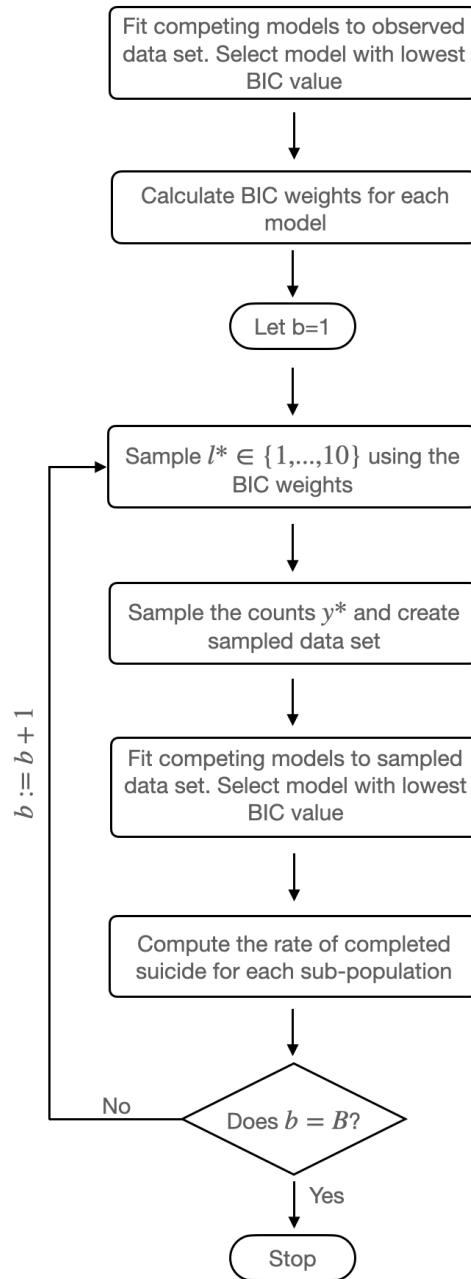 Fit competing models to observed
data set. Select model with lowest
BIC value
Calculate BIC weights for each
model
Let b=1
Sample l* ∈ {1,...,10} using the
BIC weights
Sample the counts y* and create
sampled data set
Fit competing models to sampled
data set. Select model with lowest
BIC value
b := b + 1
Compute the rate of completed
suicide for each sub-population
No
Does b = B?
Yes
Stop